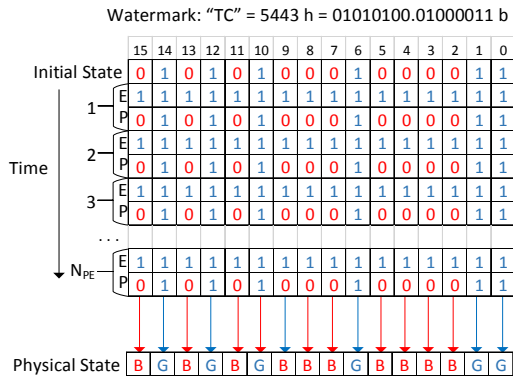 Watermark: “TC” = 5443 h = 01010100.01000011 b
15 14 13 12 11 10 9 8 7 6 5 4 3 2 1 0
Initial State 0 1 0 1 0 1 0 0 0 1 0 0 0 0 1 1
E 1 1 1 1 1 1 1 1 1 1 1 1 1 1 1 1
1
P 0 1 0 1 0 1 0 0 0 1 0 0 0 0 1 1
E 1 1 1 1 1 1 1 1 1 1 1 1 1 1 1 1
2
P 0 1 0 1 0 1 0 0 0 1 0 0 0 0 1 1
Time
E 1 1 1 1 1 1 1 1 1 1 1 1 1 1 1 1
3
P 0 1 0 1 0 1 0 0 0 1 0 0 0 0 1 1
...
E 1 1 1 1 1 1 1 1 1 1 1 1 1 1 1 1
NPE
P 0 1 0 1 0 1 0 0 0 1 0 0 0 0 1 1
Physical State B G B G B G B B B G B B B B G G